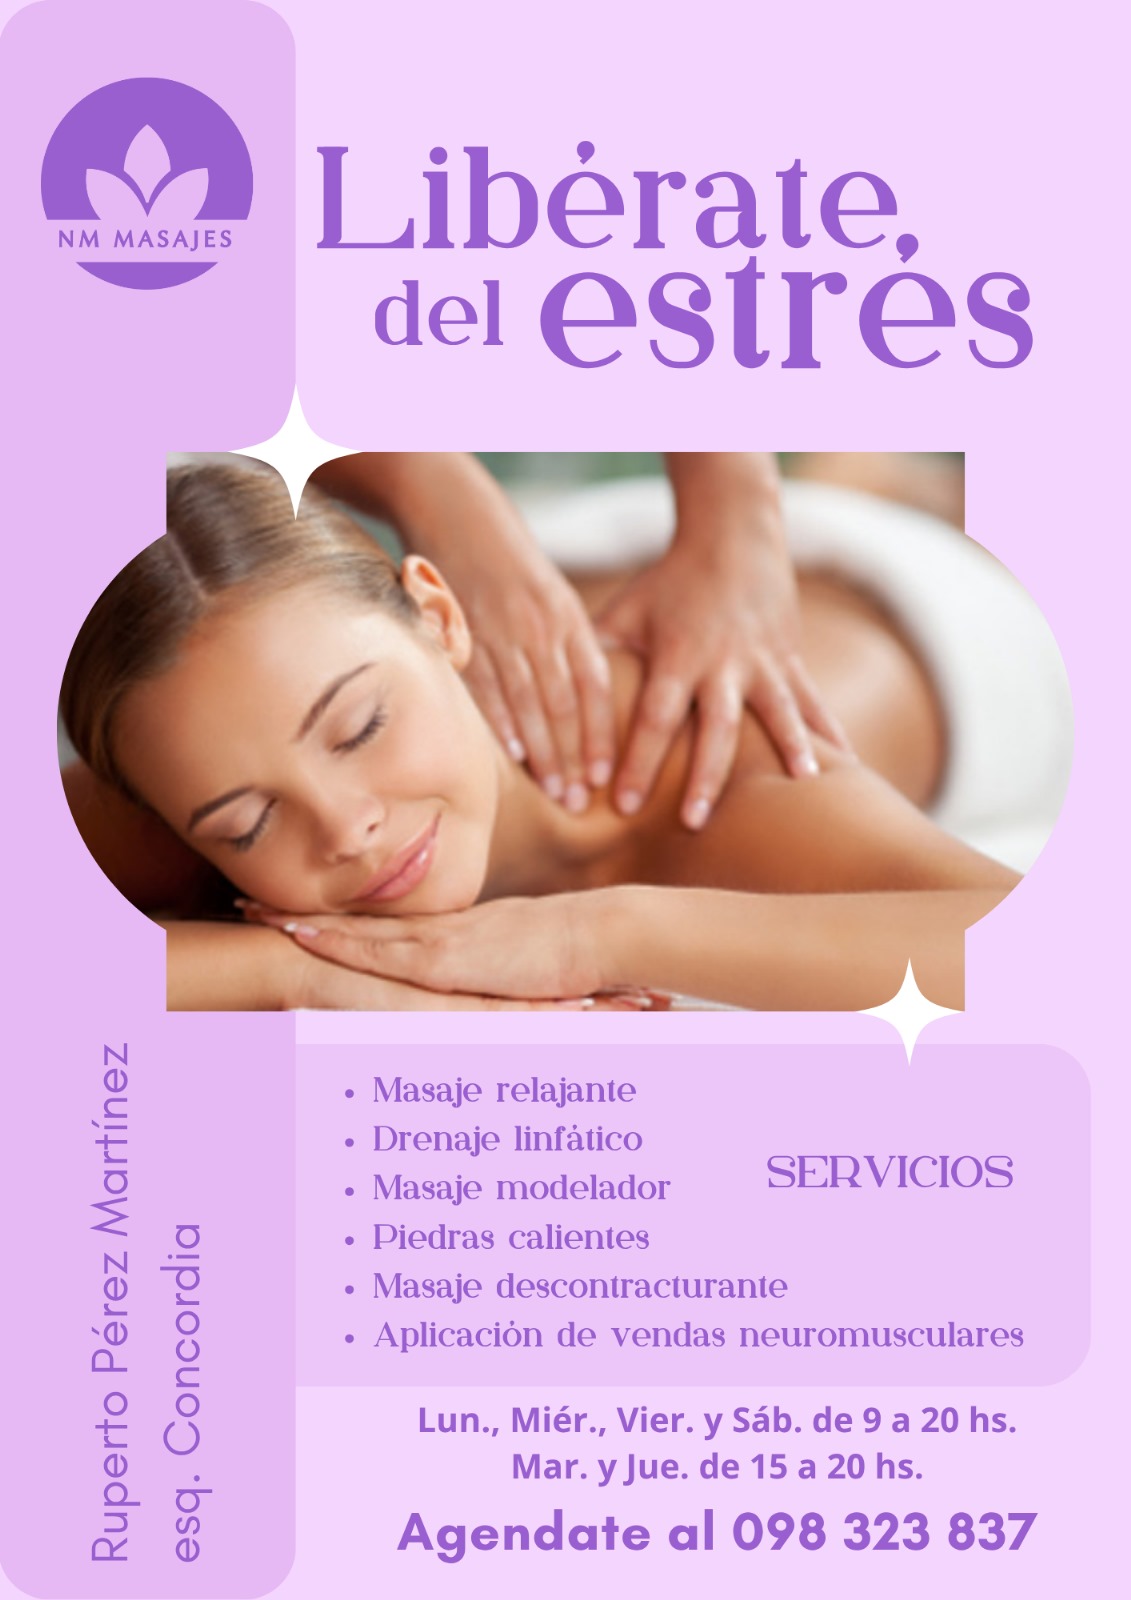 NM MASAJES
Libérate
del estrés
Masaje relajante
Drenaje linfático
Masaje modelador
Piedras calientes
Masaje descontracturante
Aplicación de vendas neuromusculares
SERVICIOS
Ruperto Pérez Martínez
esq. Concordia
Lun., Miér., Vier. y Sáb. de 9 a 20 hs.
Mar. y Jue. de 15 a 20 hs.
Agendate al 098 323 837